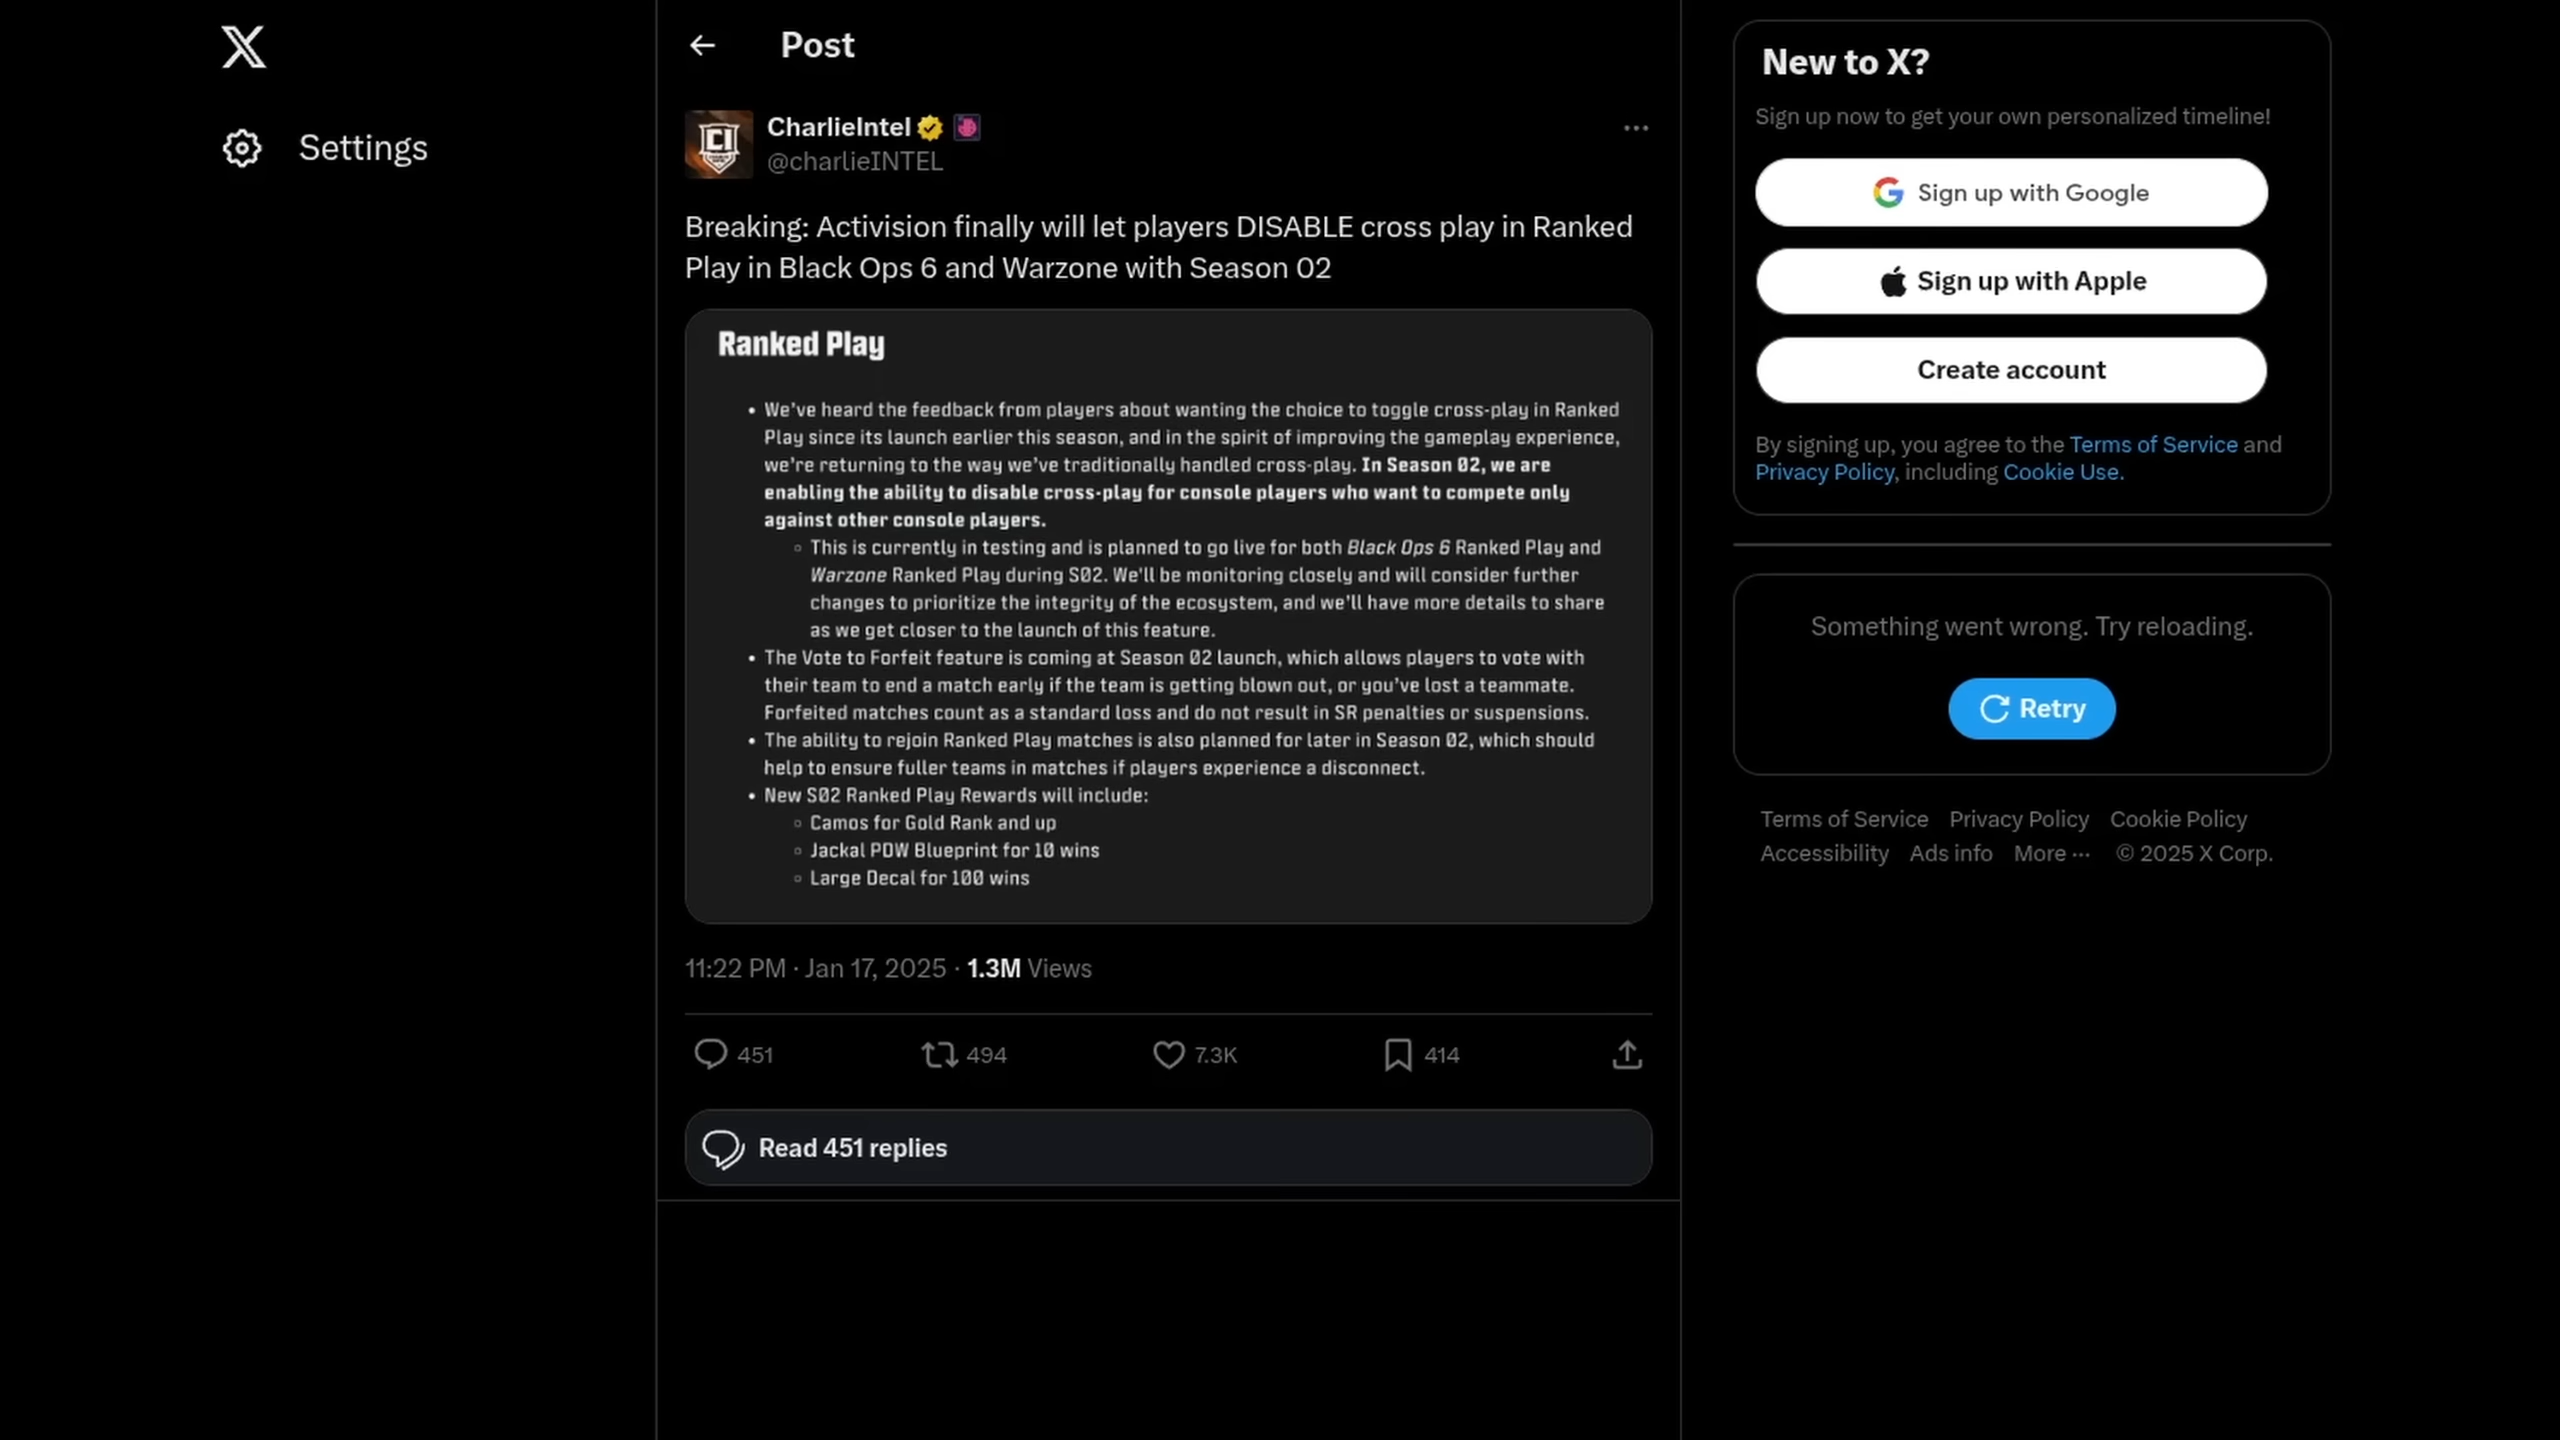 Settings
Post
CharlieIntel
@charlieINTEL
Breaking: Activision finally will let players DISABLE cross play in Ranked
Play in Black Ops 6 and Warzone with Season 02
Ranked Play
• We've heard the feedback from players about wanting the choice to toggle cross-play in Ranked
Play since its launch earlier this season, and in the spirit of improving the gameplay experience,
we're returning to the way we've traditionally handled cross-play. In Season 02, we are
enabling the ability to disable cross-play for console players who want to compete only
against other console players.
◦ This is currently in testing and is planned to go live for both Black Ops 6 Ranked Play and
Warzone Ranked Play during S02. We'll be monitoring closely and will consider further
changes to prioritize the integrity of the ecosystem, and we'll have more details to share
as we get closer to the launch of this feature.
• The Vote to Forfeit feature is coming at Season 02 launch, which allows players to vote with
their team to end a match early if the team is getting blown out, or you've lost a teammate.
Forfeited matches count as a standard loss and do not result in SR penalties or suspensions.
• The ability to rejoin Ranked Play matches is also planned for later in Season 02, which should
help to ensure fuller teams in matches if players experience a disconnect.
• New S02 Ranked Play Rewards will include:
◦ Camos for Gold Rank and up
◦ Jackal PDW Blueprint for 10 wins
◦ Large Decal for 100 wins
11:22 PM · Jan 17, 2025 · 1.3M Views
451 494 7.3K 414
Read 451 replies
New to X?
Sign up now to get your own personalized timeline!
Sign up with Google
Sign up with Apple
Create account
By signing up, you agree to the Terms of Service and
Privacy Policy, including Cookie Use.
Something went wrong. Try reloading.
Retry
Terms of Service Privacy Policy Cookie Policy
Accessibility Ads info More ··· © 2025 X Corp.